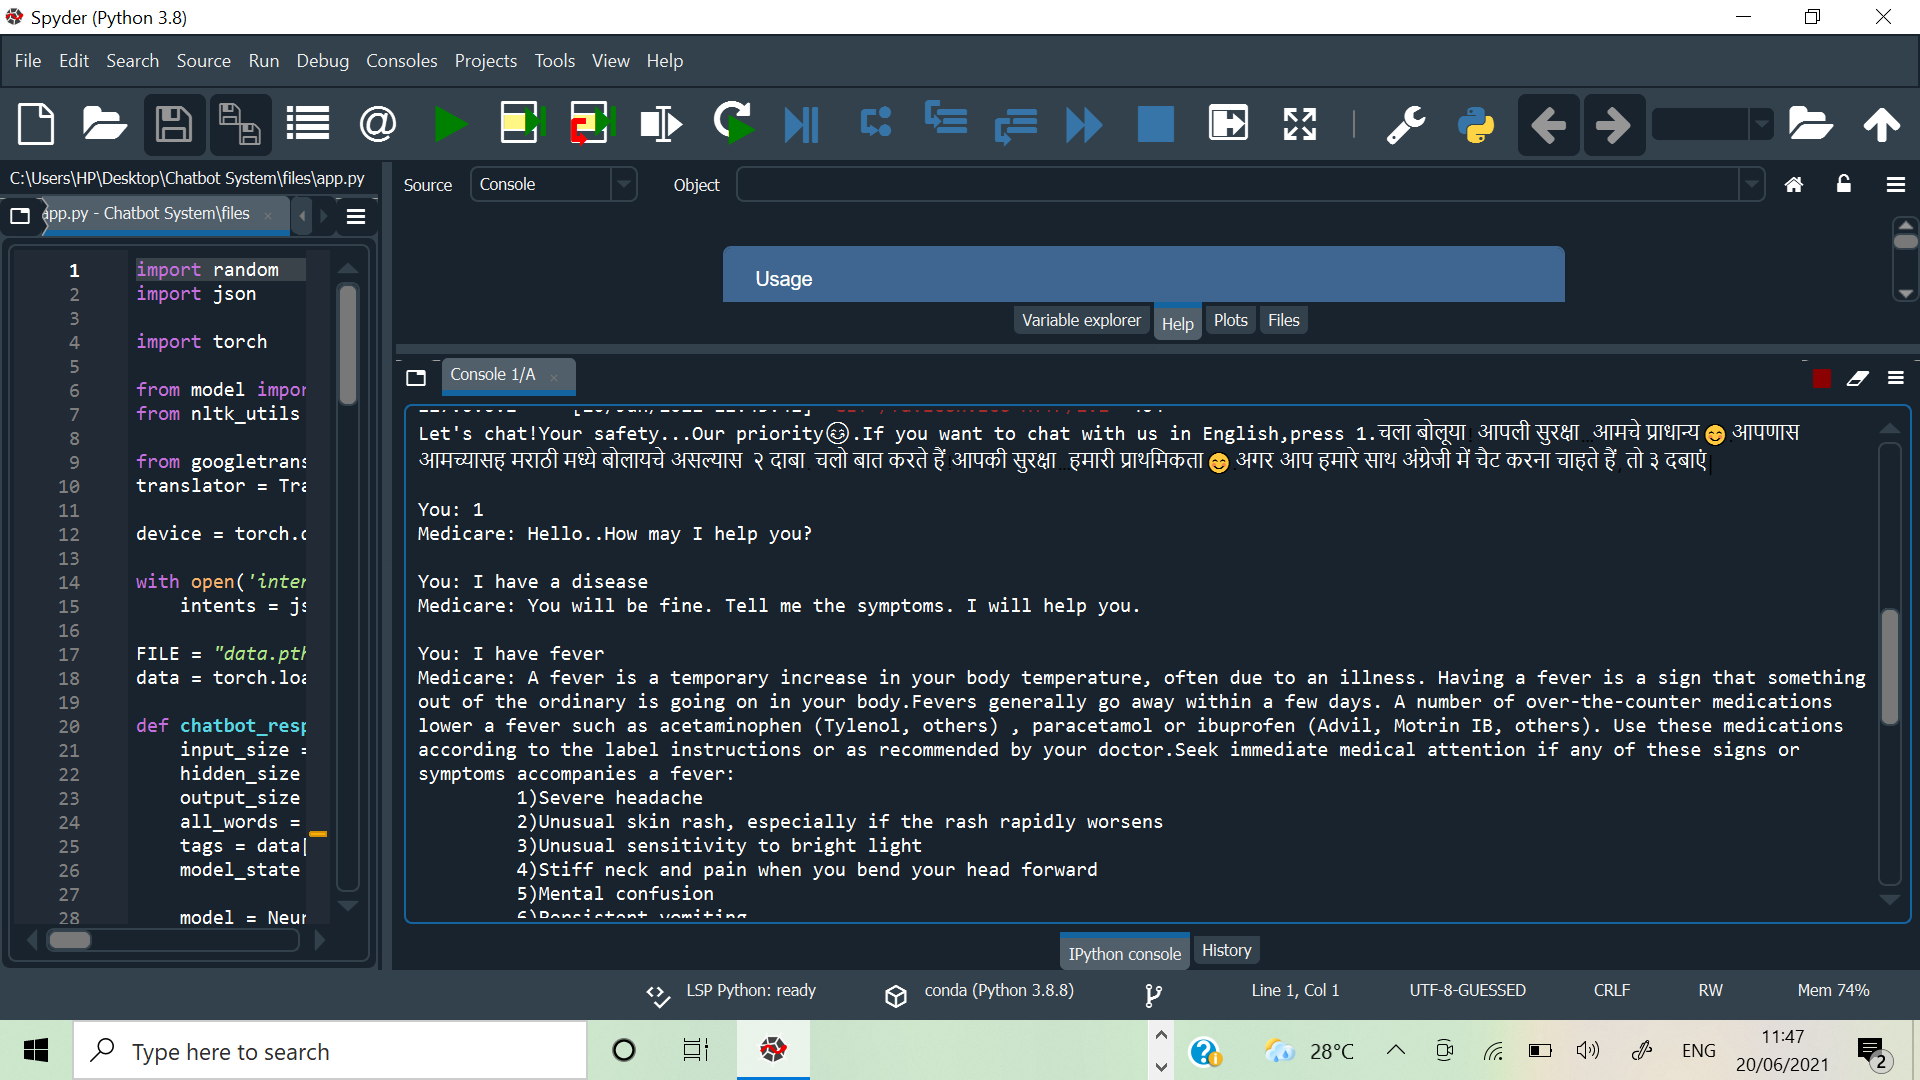 Spyder (Python 3.8)
File Edit Search Source Run Debug Consoles Projects Tools View Help
C:\Users\HP\Desktop\Chatbot System\files\app.py
app.py - Chatbot System\files
1 import random
2 import json
3
4 import torch
5
6 from model impor
7 from nltk_utils
8
9 from googletrans
10 translator = Tra
11
12 device = torch.c
13
14 with open('inter
15 intents = js
16
17 FILE = "data.pth
18 data = torch.loa
19
20 def chatbot_resp
21 input_size =
22 hidden_size
23 output_size
24 all_words =
25 tags = data[
26 model_state
27
28 model = Neur
Source Console Object
Usage
Variable explorer Help Plots Files
Console 1/A
Let's chat!Your safety...Our priority😊.If you want to chat with us in English,press 1.चला बोलूया! आपली सुरक्षा...आमचे प्राधान्य😊.आपणास
आमच्यासह मराठी मध्ये बोलायचे असल्यास २ दाबा. चलो बात करते हैं!आपकी सुरक्षा...हमारी प्राथमिकता😊.अगर आप हमारे साथ अंग्रेजी में चैट करना चाहते हैं, तो ३ दबाएं|
You: 1
Medicare: Hello..How may I help you?
You: I have a disease
Medicare: You will be fine. Tell me the symptoms. I will help you.
You: I have fever
Medicare: A fever is a temporary increase in your body temperature, often due to an illness. Having a fever is a sign that something
out of the ordinary is going on in your body.Fevers generally go away within a few days. A number of over-the-counter medications
lower a fever such as acetaminophen (Tylenol, others) , paracetamol or ibuprofen (Advil, Motrin IB, others). Use these medications
according to the label instructions or as recommended by your doctor.Seek immediate medical attention if any of these signs or
symptoms accompanies a fever:
1)Severe headache
2)Unusual skin rash, especially if the rash rapidly worsens
3)Unusual sensitivity to bright light
4)Stiff neck and pain when you bend your head forward
5)Mental confusion
6)Persistent vomiting
IPython console History
LSP Python: ready conda (Python 3.8.8) Line 1, Col 1 UTF-8-GUESSED CRLF RW Mem 74%
Type here to search
28°C ENG
11:47
20/06/2021
2